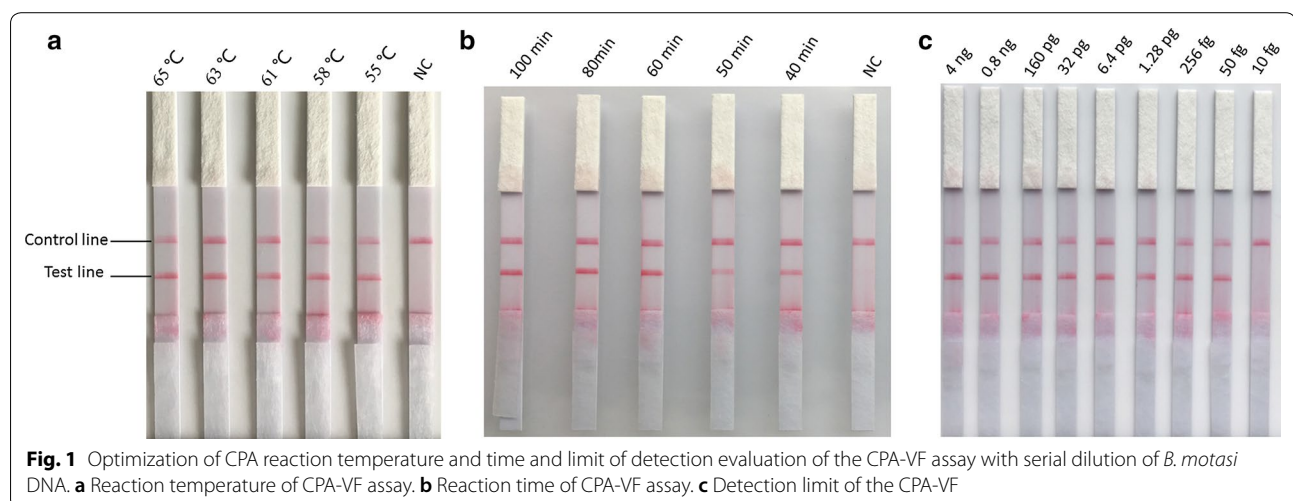 a
65 °C 63 °C 61 °C 58 °C 55 °C NC
Control line
Test line
b
100 min 80min 60 min 50 min 40 min NC
c
4 ng 0.8 ng 160 pg 32 pg 6.4 pg 1.28 pg 256 fg 50 fg 10 fg
Fig. 1 Optimization of CPA reaction temperature and time and limit of detection evaluation of the CPA-VF assay with serial dilution of B. motasi
DNA. a Reaction temperature of CPA-VF assay. b Reaction time of CPA-VF assay. c Detection limit of the CPA-VF